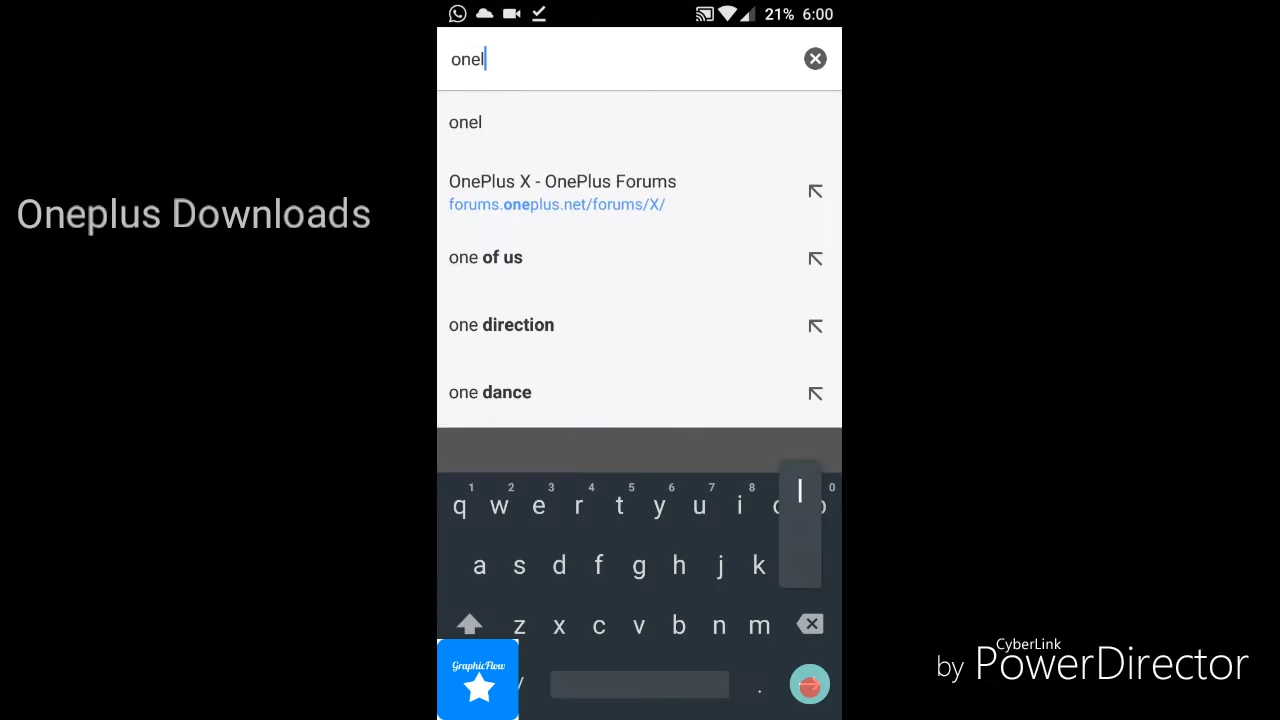 21% 6:00
onel
onel
OnePlus X - OnePlus Forums
forums.oneplus.net/forums/X/
one of us
one direction
one dance
Oneplus Downloads
l
1 2 3 4 5 6 7 8 0
q w e r t y u i
a s d f g h j k
z x c v b n m
GraphicFlow
/ .
CyberLink
by PowerDirector